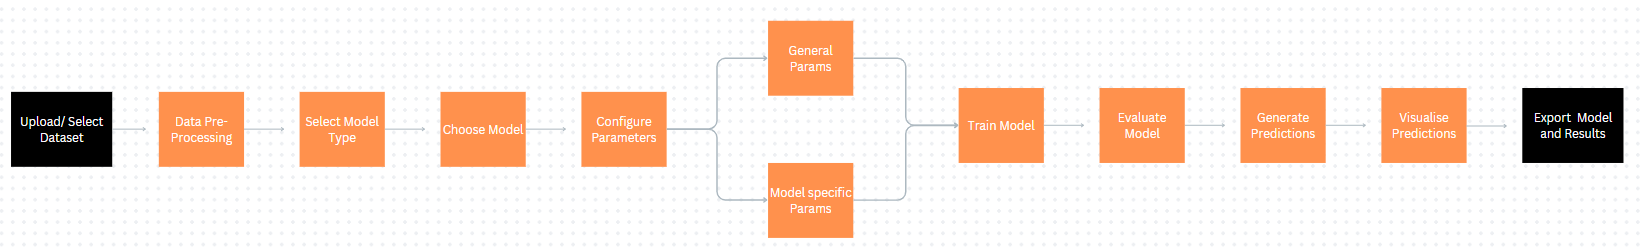 Upload/ Select
Dataset
Data Pre-
Processing
Select Model
Type
Choose Model
Configure
Parameters
General
Params
Model specific
Params
Train Model
Evaluate
Model
Generate
Predictions
Visualise
Predictions
Export Model
and Results